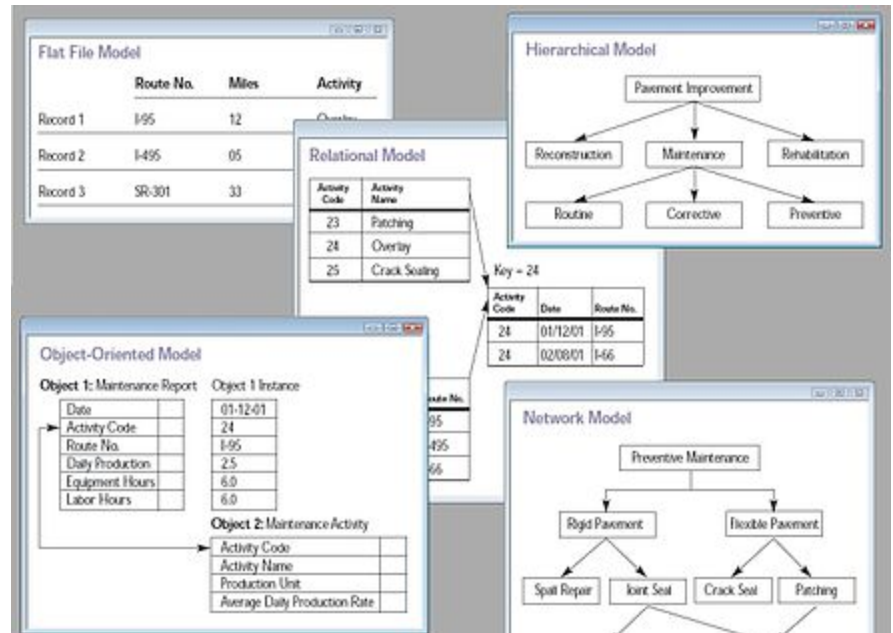 Flat File Model
Route No. Miles Activity
Record 1 I-95 12 Overlay
Record 2 I-495 05
Record 3 SR-301 33
Hierarchical Model
Pavement Improvement
Reconstruction Maintenance Rehabilitation
Routine Corrective Preventive
Relational Model
Activity Code Activity Name
23 Patching
24 Overlay
25 Crack Sealing
Key = 24
Activity Code Date Route No.
24 01/12/01 I-95
24 02/08/01 I-66
Route No.
95
495
66
Object-Oriented Model
Object 1: Maintenance Report Object 1 Instance
Date 01-12-01
Activity Code 24
Route No. I-95
Daily Production 2.5
Equipment Hours 6.0
Labor Hours 6.0
Object 2: Maintenance Activity
Activity Code
Activity Name
Production Unit
Average Daily Production Rate
Network Model
Preventive Maintenance
Rigid Pavement Flexible Pavement
Spall Repair Joint Seal Crack Seal Patching